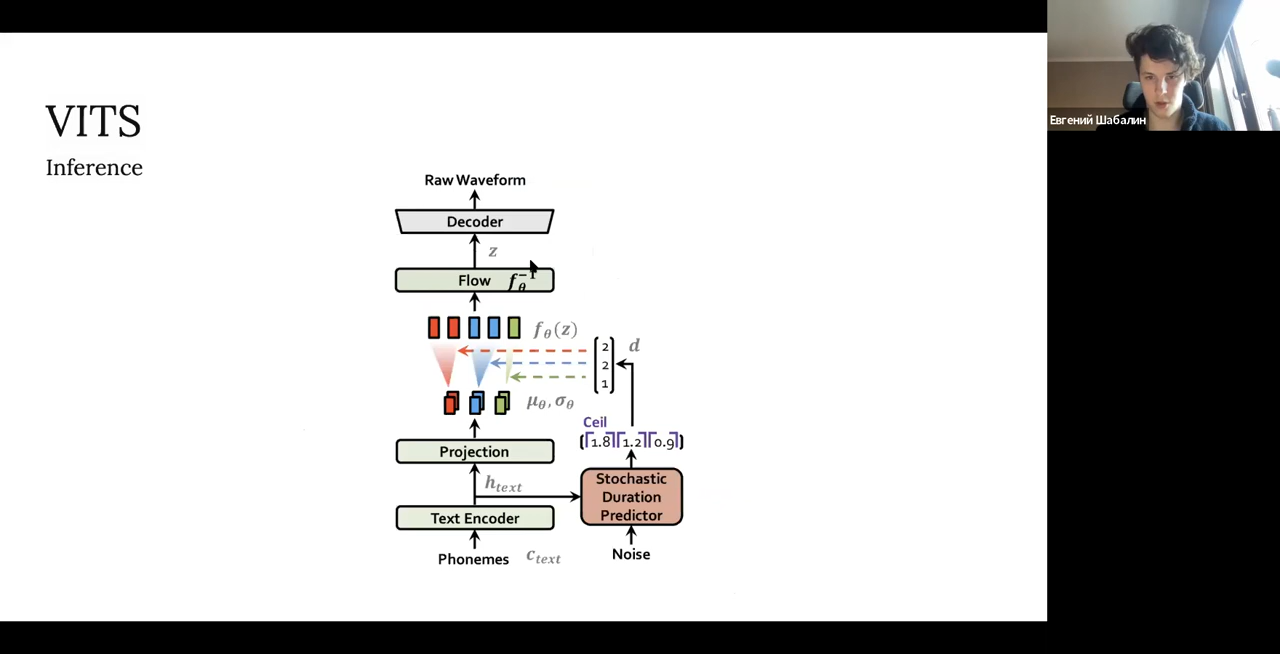 VITS
Inference
Евгений Шабалин
Raw Waveform
Decoder
z
Flow f_θ^{-1}
f_θ(z)
d
2
2
1
μ_θ, σ_θ
Ceil
(⌈1.8⌉⌈1.2⌉⌈0.9⌉)
Projection
h_text
Stochastic
Duration
Predictor
Text Encoder
Phonemes c_text
Noise